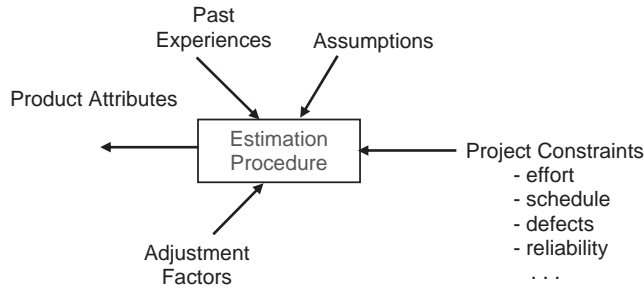 Past
Experiences
Assumptions
Product Attributes
Estimation
Procedure
Project Constraints
- effort
- schedule
- defects
- reliability
. . .
Adjustment
Factors